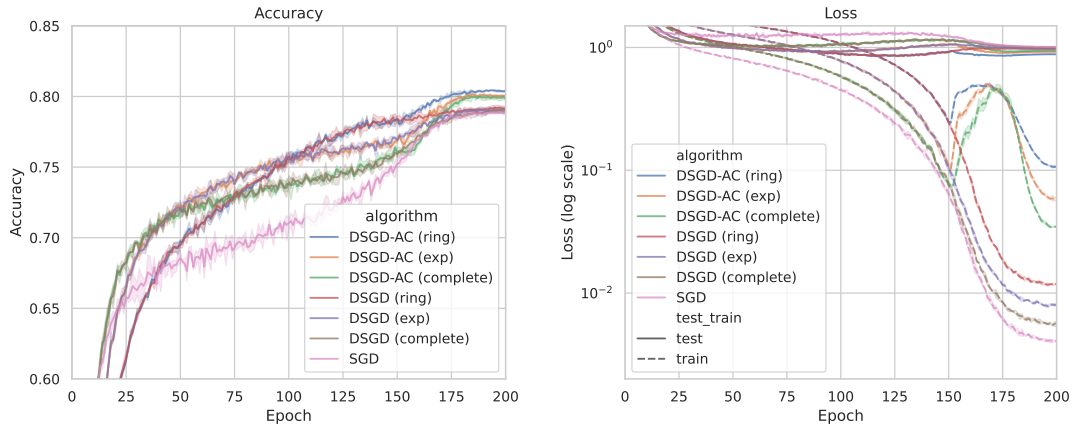 Accuracy
0.85
0.80
0.75
0.70
0.65
0.60
Accuracy
0
25
50
75
100
125
150
175
200
Epoch
algorithm
DSGD-AC (ring)
DSGD-AC (exp)
DSGD-AC (complete)
DSGD (ring)
DSGD (exp)
DSGD (complete)
SGD
Loss
10⁰
10⁻¹
10⁻²
Loss (log scale)
0
25
50
75
100
125
150
175
200
Epoch
algorithm
DSGD-AC (ring)
DSGD-AC (exp)
DSGD-AC (complete)
DSGD (ring)
DSGD (exp)
DSGD (complete)
SGD
test_train
test
train